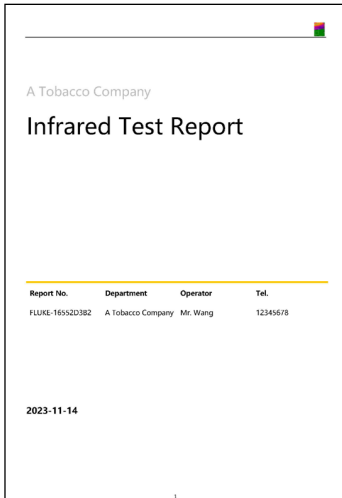 A Tobacco Company
Infrared Test Report
Report No. Department Operator Tel.
FLUKE-16552D3B2 A Tobacco Company Mr. Wang 12345678
2023-11-14
1